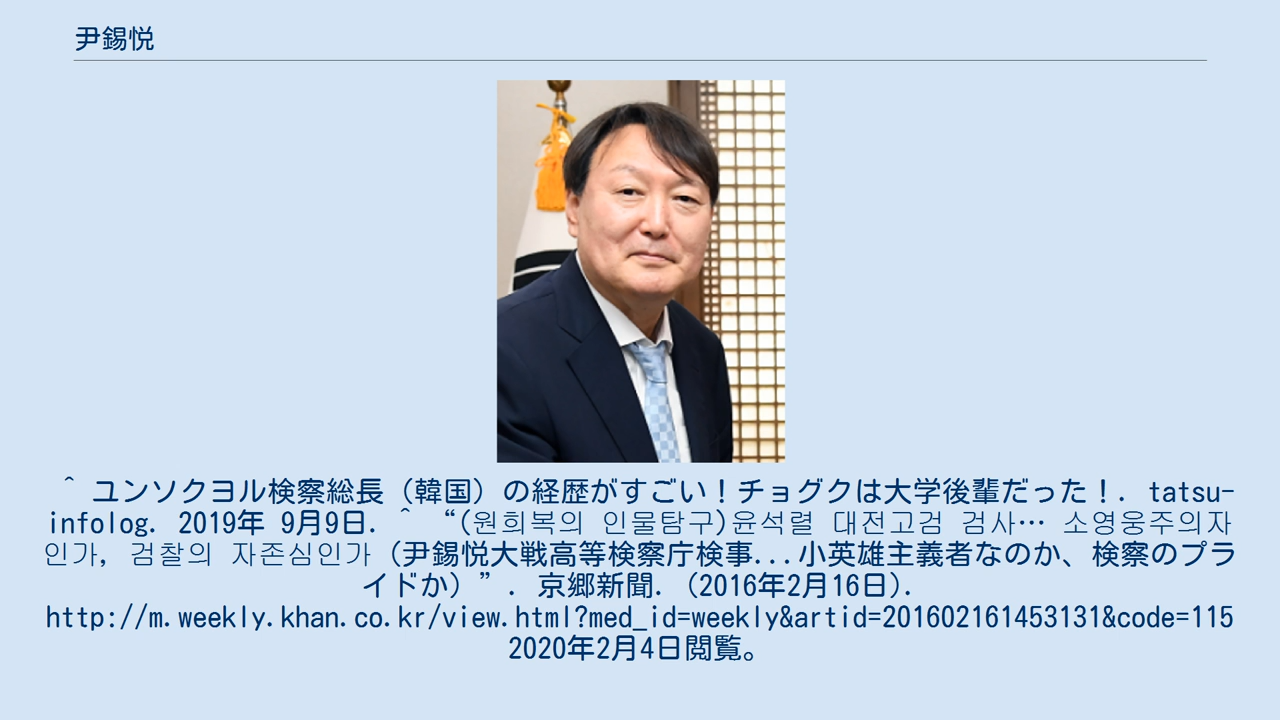 尹錫悦
^ ユンソクヨル検察総長（韓国）の経歴がすごい！チョグクは大学後輩だった！. tatsu-
infolog. 2019年 9月9日. ^ “(원희복의 인물탐구)윤석렬 대전고검 검사… 소영웅주의자
인가, 검찰의 자존심인가（尹錫悦大戦高等検察庁検事...小英雄主義者なのか、検察のプラ
イドか）”. 京郷新聞. (2016年2月16日).
http://m.weekly.khan.co.kr/view.html?med_id=weekly&artid=201602161453131&code=115
2020年2月4日閲覧。